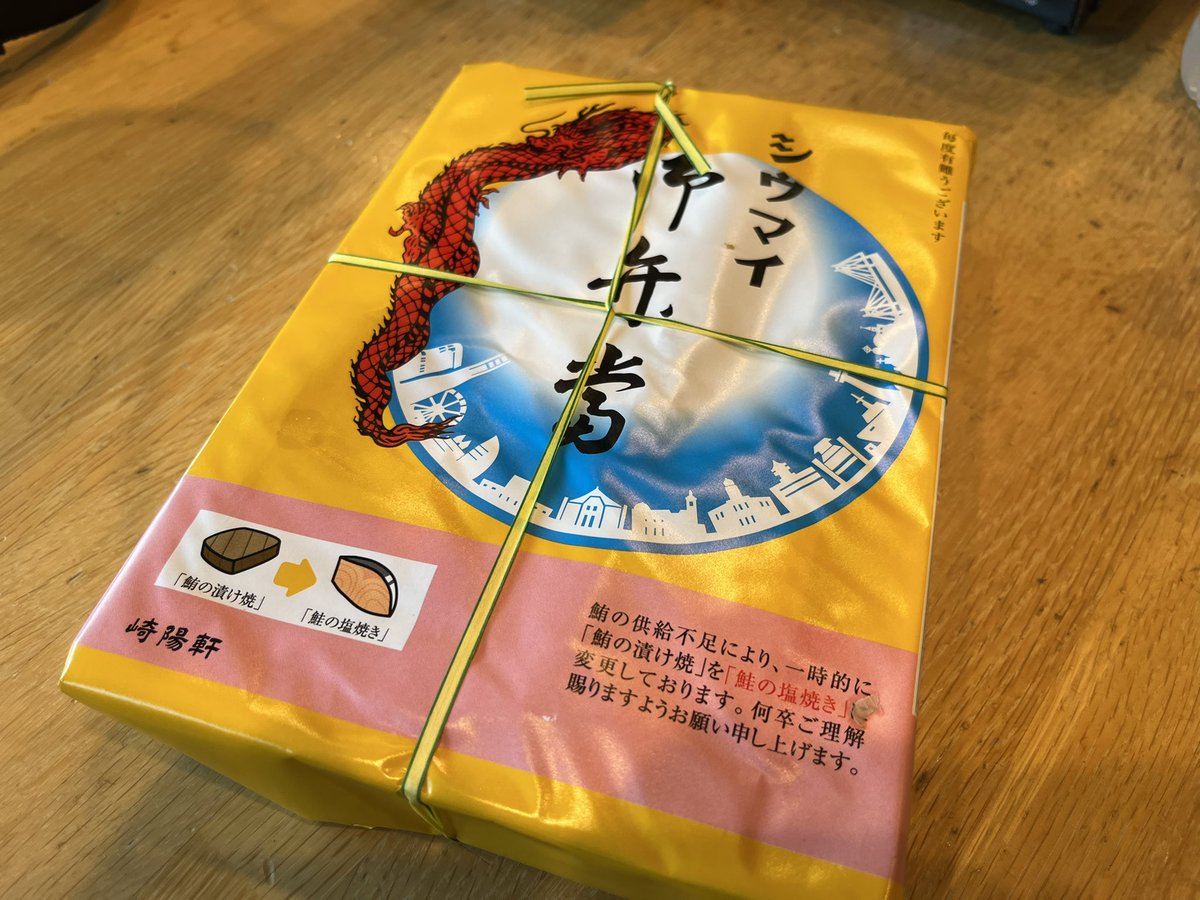 毎度有難うございます
シウマイ
御弁当
「鮪の漬け焼」
「鮭の塩焼き」
崎陽軒
鮪の供給不足により、一時的に
「鮪の漬け焼」を「鮭の塩焼き」に
変更しております。何卒ご理解
賜りますようお願い申し上げます。